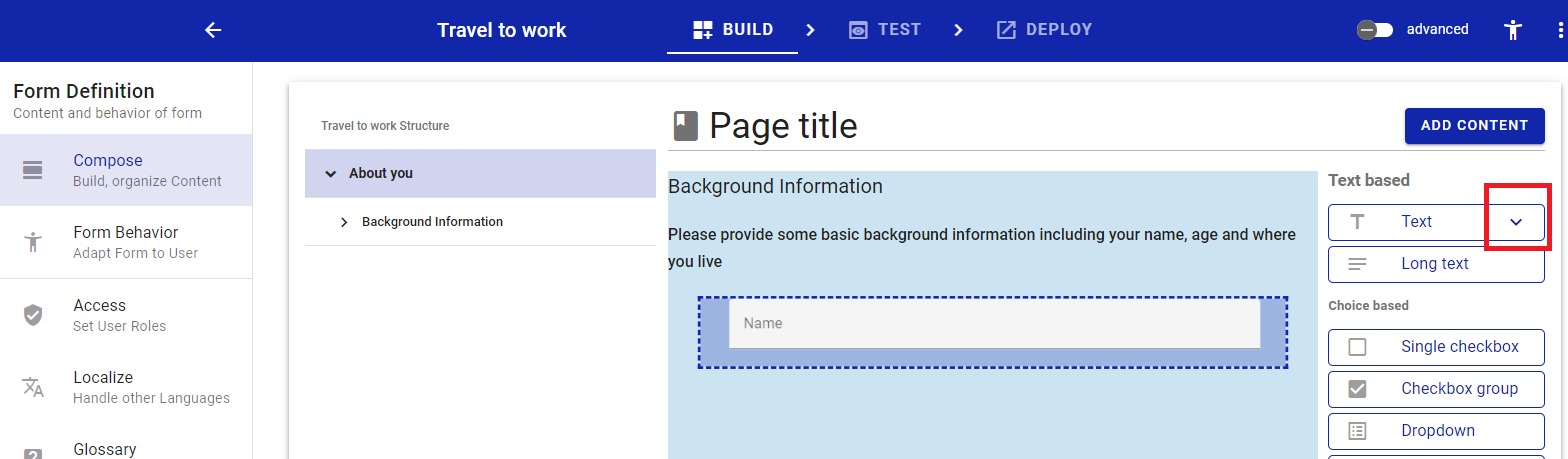 Travel to work
BUILD
TEST
DEPLOY
advanced
Form Definition
Content and behavior of form
Compose
Build, organize Content
Form Behavior
Adapt Form to User
Access
Set User Roles
Localize
Handle other Languages
Glossary
Travel to work Structure
About you
Background Information
Page title
ADD CONTENT
Background Information
Please provide some basic background information including your name, age and where
you live
Name
Text based
Text
Long text
Choice based
Single checkbox
Checkbox group
Dropdown